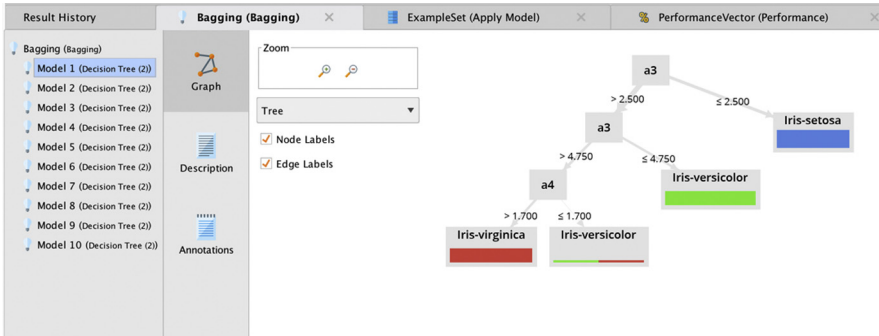 Result History
Bagging (Bagging)
ExampleSet (Apply Model)
PerformanceVector (Performance)
Bagging (Bagging)
Model 1 (Decision Tree (2))
Model 2 (Decision Tree (2))
Model 3 (Decision Tree (2))
Model 4 (Decision Tree (2))
Model 5 (Decision Tree (2))
Model 6 (Decision Tree (2))
Model 7 (Decision Tree (2))
Model 8 (Decision Tree (2))
Model 9 (Decision Tree (2))
Model 10 (Decision Tree (2))
Graph
Description
Annotations
Zoom
Tree
Node Labels
Edge Labels
a3
> 2.500
≤ 2.500
a3
Iris-setosa
> 4.750
≤ 4.750
a4
Iris-versicolor
> 1.700
≤ 1.700
Iris-virginica
Iris-versicolor